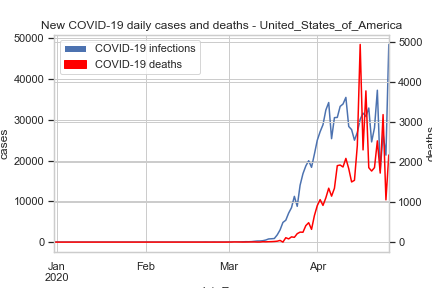 New COVID-19 daily cases and deaths - United_States_of_America
COVID-19 infections
COVID-19 deaths
50000
40000
30000
20000
10000
0
cases
5000
4000
3000
2000
1000
0
deaths
Jan
2020
Feb
Mar
Apr